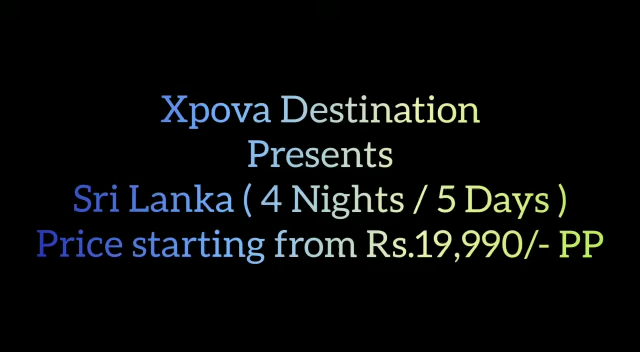 Xpova Destination
Presents
Sri Lanka ( 4 Nights / 5 Days )
Price starting from Rs.19,990/- PP